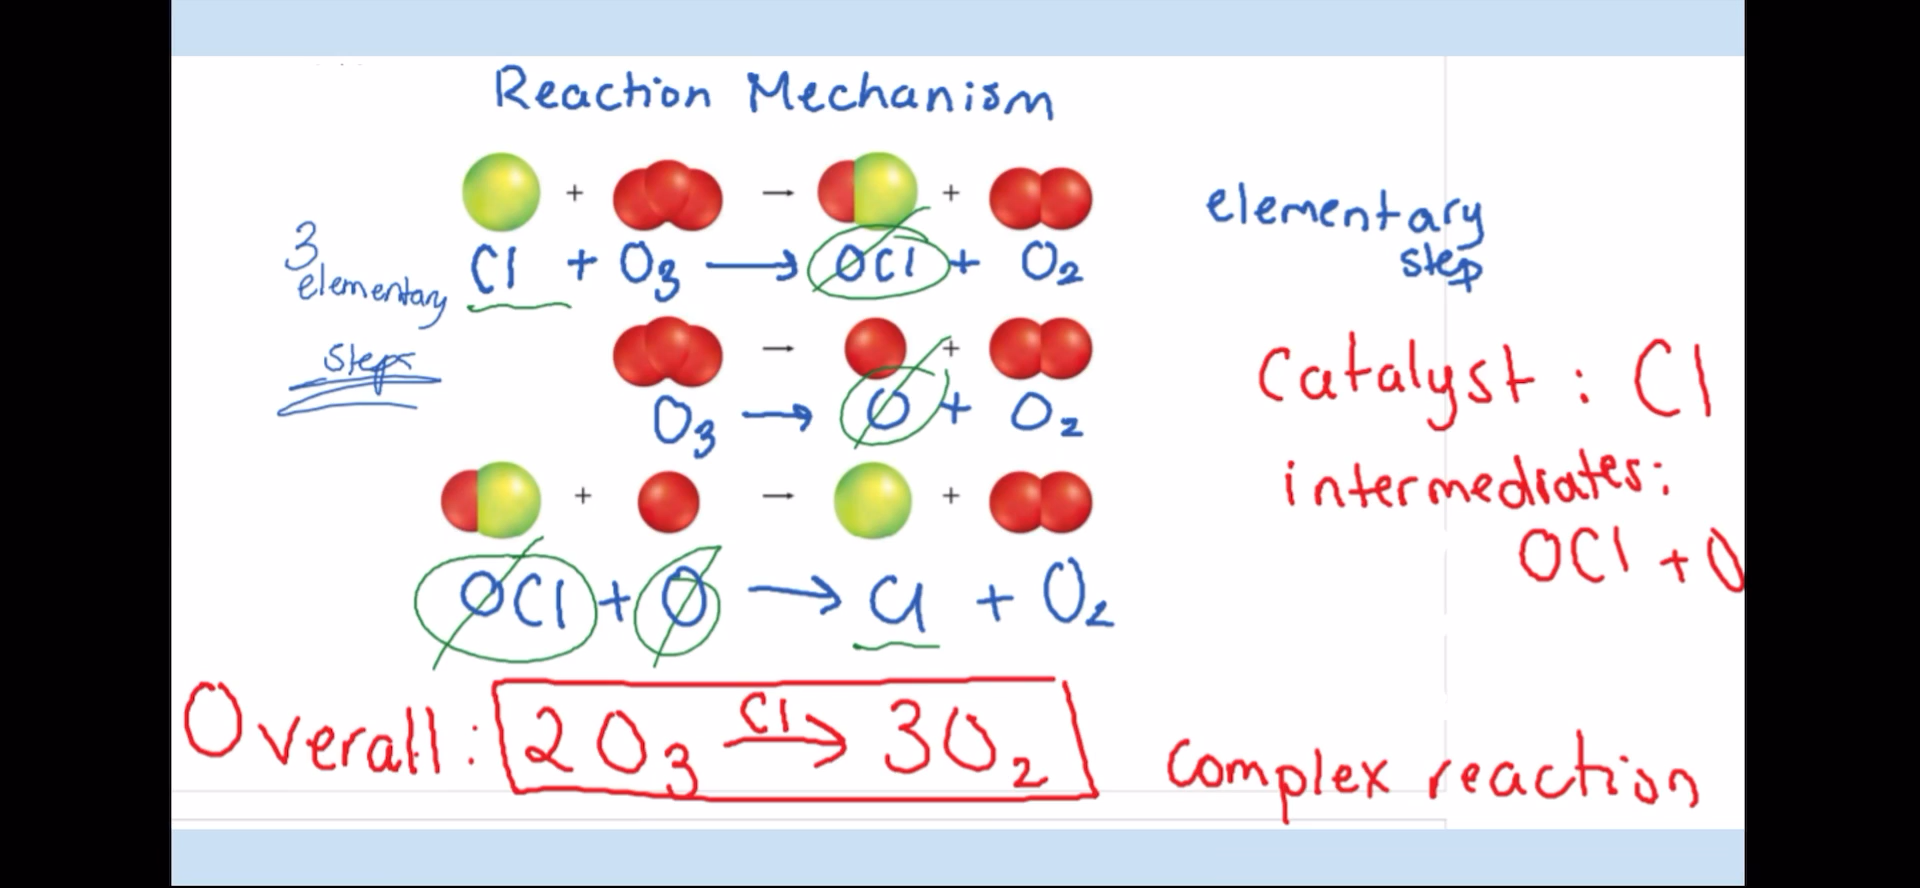 Reaction Mechanism
+ → +
Cl + O₃ → OCl + O₂
elementary
step
3
elementary
steps
→ +
O₃ → O + O₂
Catalyst: Cl
+ → +
intermediates:
OCl + O
OCl + O → Cl + O₂
Overall: 2O₃ Cl→ 3O₂
complex reaction